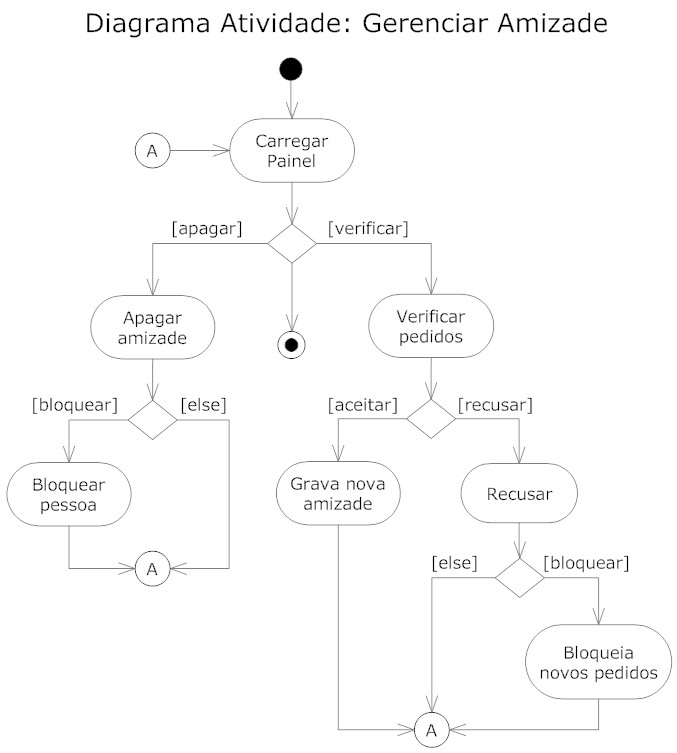 Diagrama Atividade: Gerenciar Amizade
A
Carregar
Painel
[apagar]
[verificar]
Apagar
amizade
Verificar
pedidos
[bloquear]
[else]
[aceitar]
[recusar]
Bloquear
pessoa
Grava nova
amizade
Recusar
A
[else]
[bloquear]
Bloqueia
novos pedidos
A